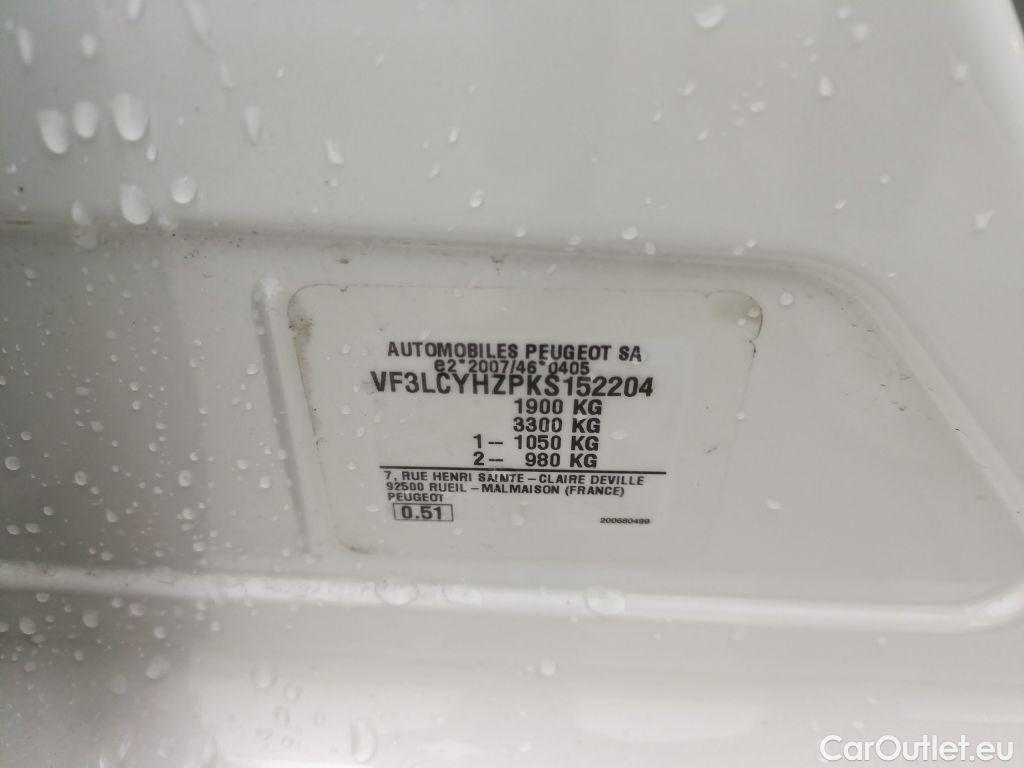 AUTOMOBILES PEUGEOT SA
e2*2007/46*0405
VF3LCYHZPKS152204
1900 KG
3300 KG
1-- 1050 KG
2-- 980 KG
7, RUE HENRI SAINTE-CLAIRE DEVILLE
92500 RUEIL-MALMAISON (FRANCE)
PEUGEOT
0.51
200680499
CarOutlet.eu